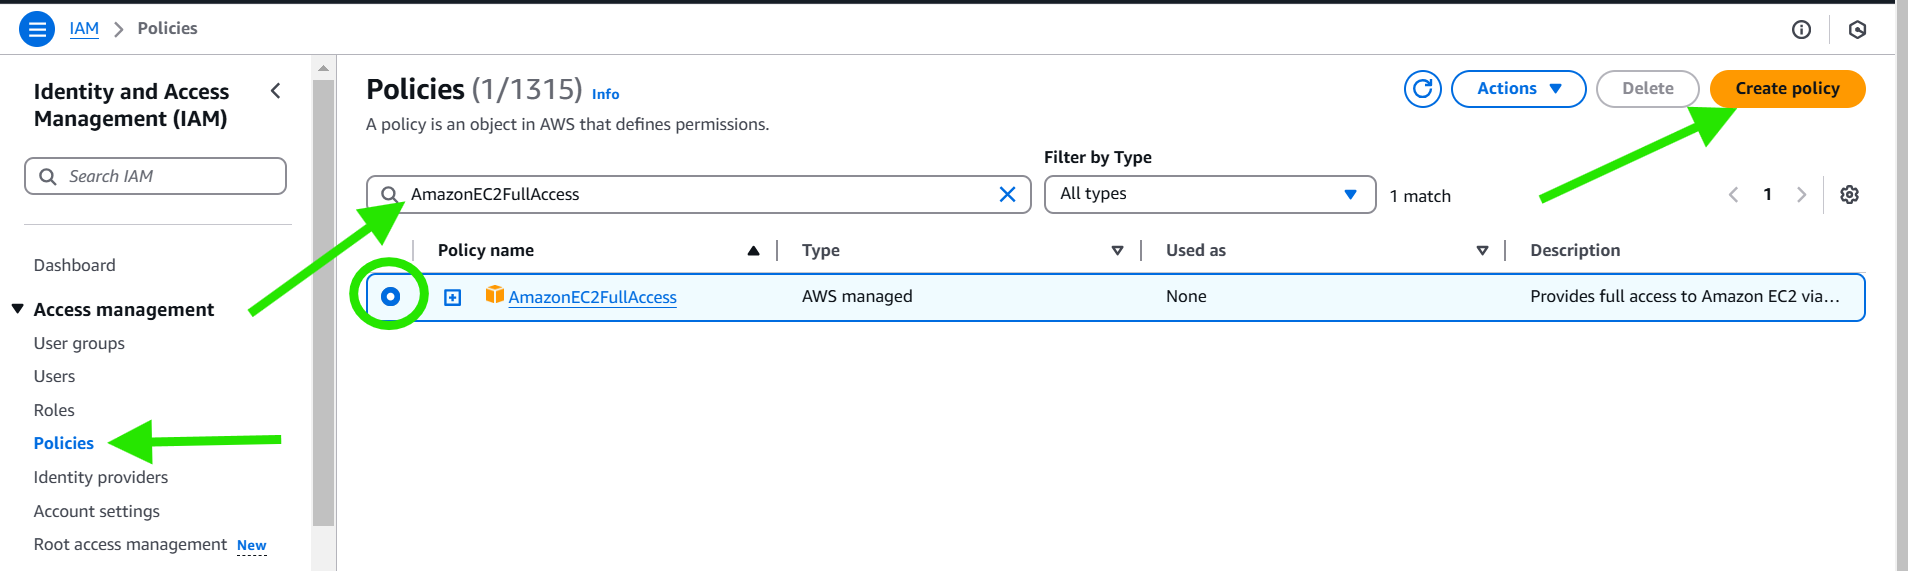 IAM > Policies
Identity and Access
Management (IAM)
Search IAM
Dashboard
Access management
User groups
Users
Roles
Policies
Identity providers
Account settings
Root access management New
Policies (1/1315) Info
A policy is an object in AWS that defines permissions.
Actions
Delete
Create policy
Filter by Type
AmazonEC2FullAccess
All types
1 match
1
Policy name Type Used as Description
AmazonEC2FullAccess AWS managed None Provides full access to Amazon EC2 via...